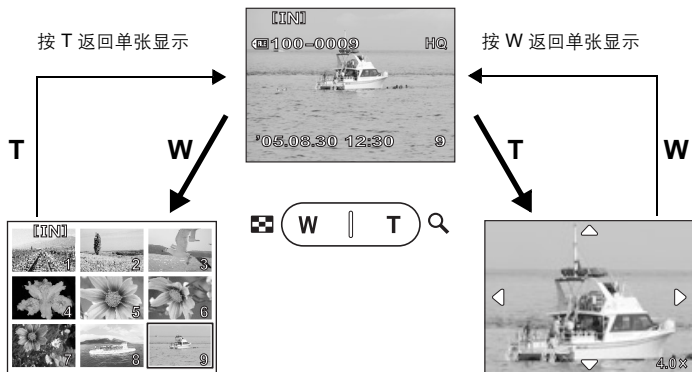 [IN]
100-0009 HQ
'05.08.30 12:30 9
按 T 返回单张显示
按 W 返回单张显示
T
W
T
W
W T
[IN]
1 2 3
4 5 6
7 8 9
4.0×